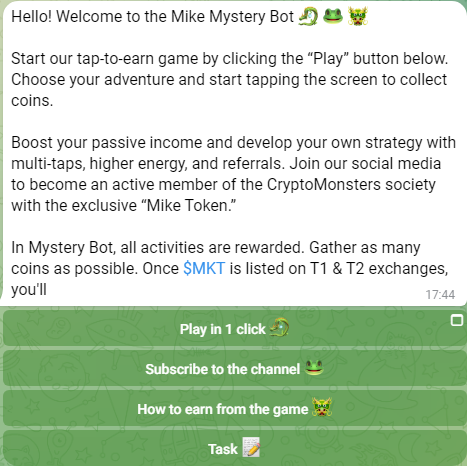 Hello! Welcome to the Mike Mystery Bot 🐉 🐸 🐲
Start our tap-to-earn game by clicking the “Play” button below.
Choose your adventure and start tapping the screen to collect
coins.
Boost your passive income and develop your own strategy with
multi-taps, higher energy, and referrals. Join our social media
to become an active member of the CryptoMonsters society
with the exclusive “Mike Token.”
In Mystery Bot, all activities are rewarded. Gather as many
coins as possible. Once $MKT is listed on T1 & T2 exchanges,
you'll
17:44
Play in 1 click 🐉
Subscribe to the channel 🐸
How to earn from the game 🐲
Task 📝